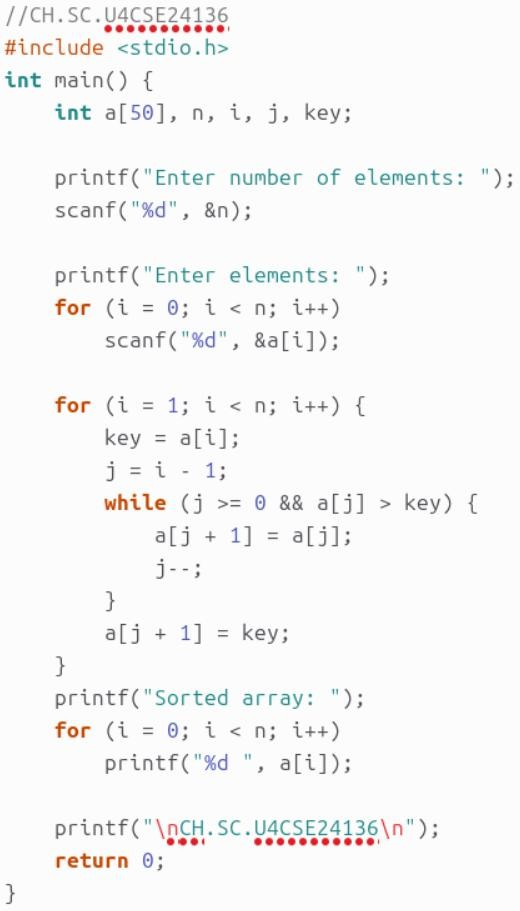 //CH.SC.U4CSE24136
#include <stdio.h>
int main() {
    int a[50], n, i, j, key;

    printf("Enter number of elements: ");
    scanf("%d", &n);

    printf("Enter elements: ");
    for (i = 0; i < n; i++)
        scanf("%d", &a[i]);

    for (i = 1; i < n; i++) {
        key = a[i];
        j = i - 1;
        while (j >= 0 && a[j] > key) {
            a[j + 1] = a[j];
            j--;
        }
        a[j + 1] = key;
    }
    printf("Sorted array: ");
    for (i = 0; i < n; i++)
        printf("%d ", a[i]);

    printf("\nCH.SC.U4CSE24136\n");
    return 0;
}